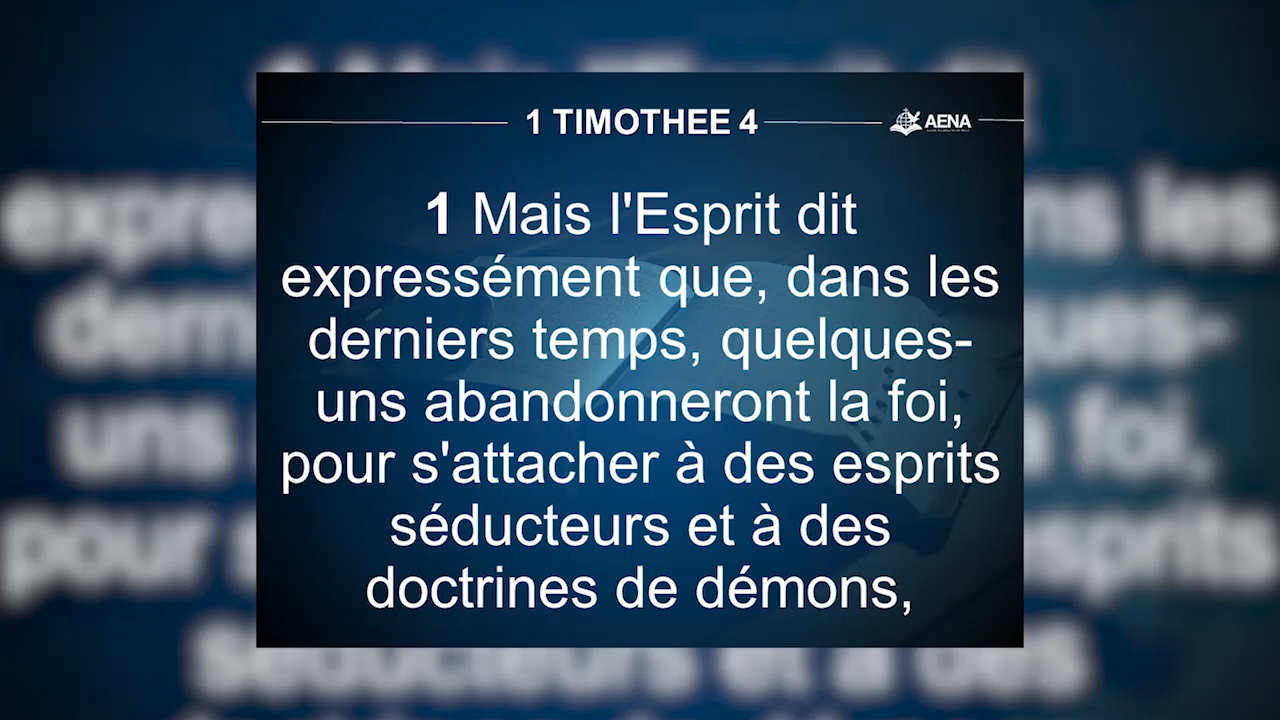 1 TIMOTHEE 4
AENA
1 Mais l'Esprit dit
expressément que, dans les
derniers temps, quelques-
uns abandonneront la foi,
pour s'attacher à des esprits
séducteurs et à des
doctrines de démons,